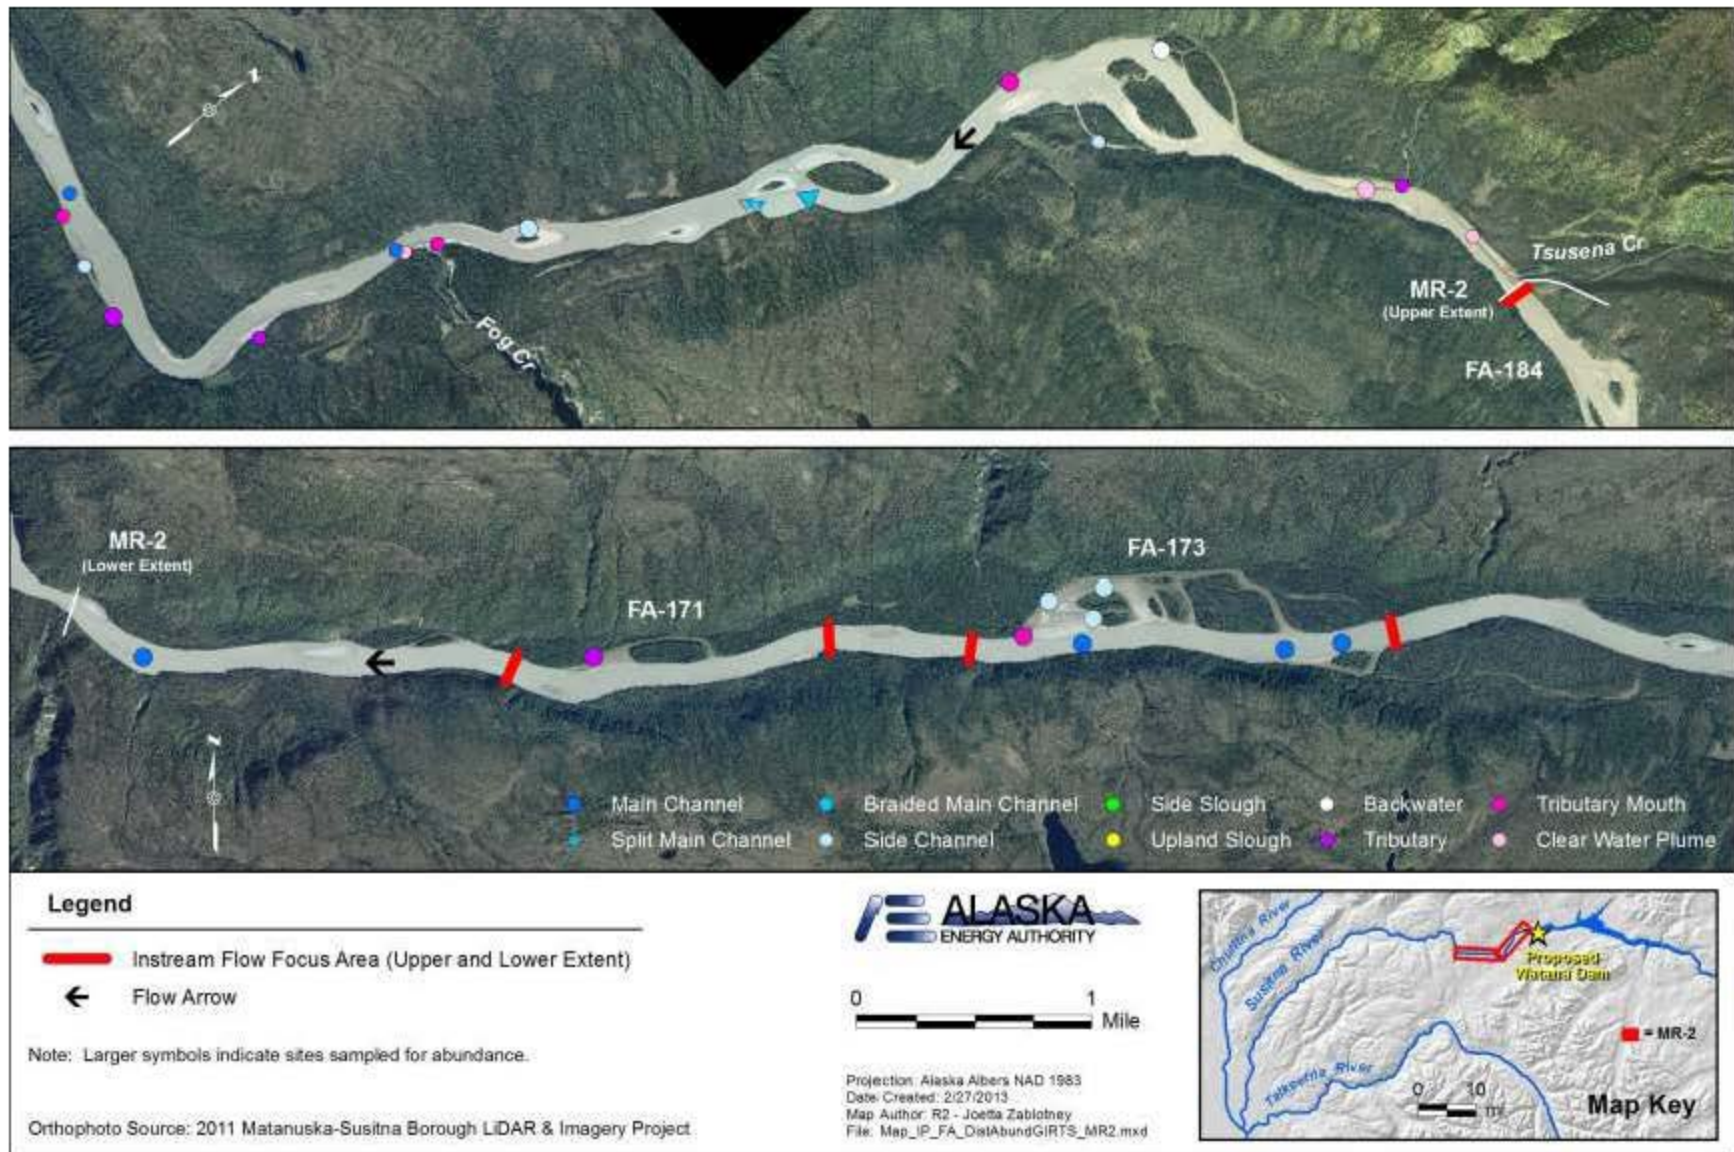 Tsusena Cr
MR-2
(Upper Extent)
Fog Cr
FA-184
MR-2
(Lower Extent)
FA-171
FA-173
Main Channel
Braided Main Channel
Side Slough
Backwater
Tributary Mouth
Split Main Channel
Side Channel
Upland Slough
Tributary
Clear Water Plume
Legend
Instream Flow Focus Area (Upper and Lower Extent)
Flow Arrow
Note: Larger symbols indicate sites sampled for abundance.
Orthophoto Source: 2011 Matanuska-Susitna Borough LiDAR & Imagery Project
ALASKA
ENERGY AUTHORITY
0 1
Mile
Projection: Alaska Albers NAD 1983
Date Created: 2/27/2013
Map Author: R2 - Joetta Zablotney
File: Map_IP_FA_DistAbundGIRTS_MR2.mxd
Chulitna River
Susitna River
Proposed
Watana Dam
= MR-2
Talkeetna River
0 10
mi
Map Key